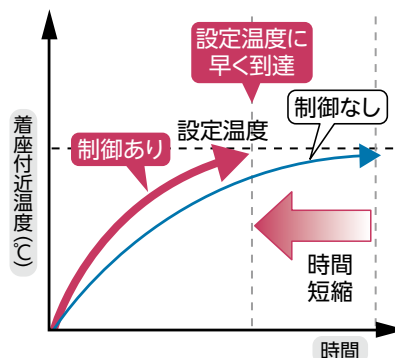 設定温度に
早く到達
制御なし
設定温度
制御あり
着座付近温度(℃)
時間
短縮
時間